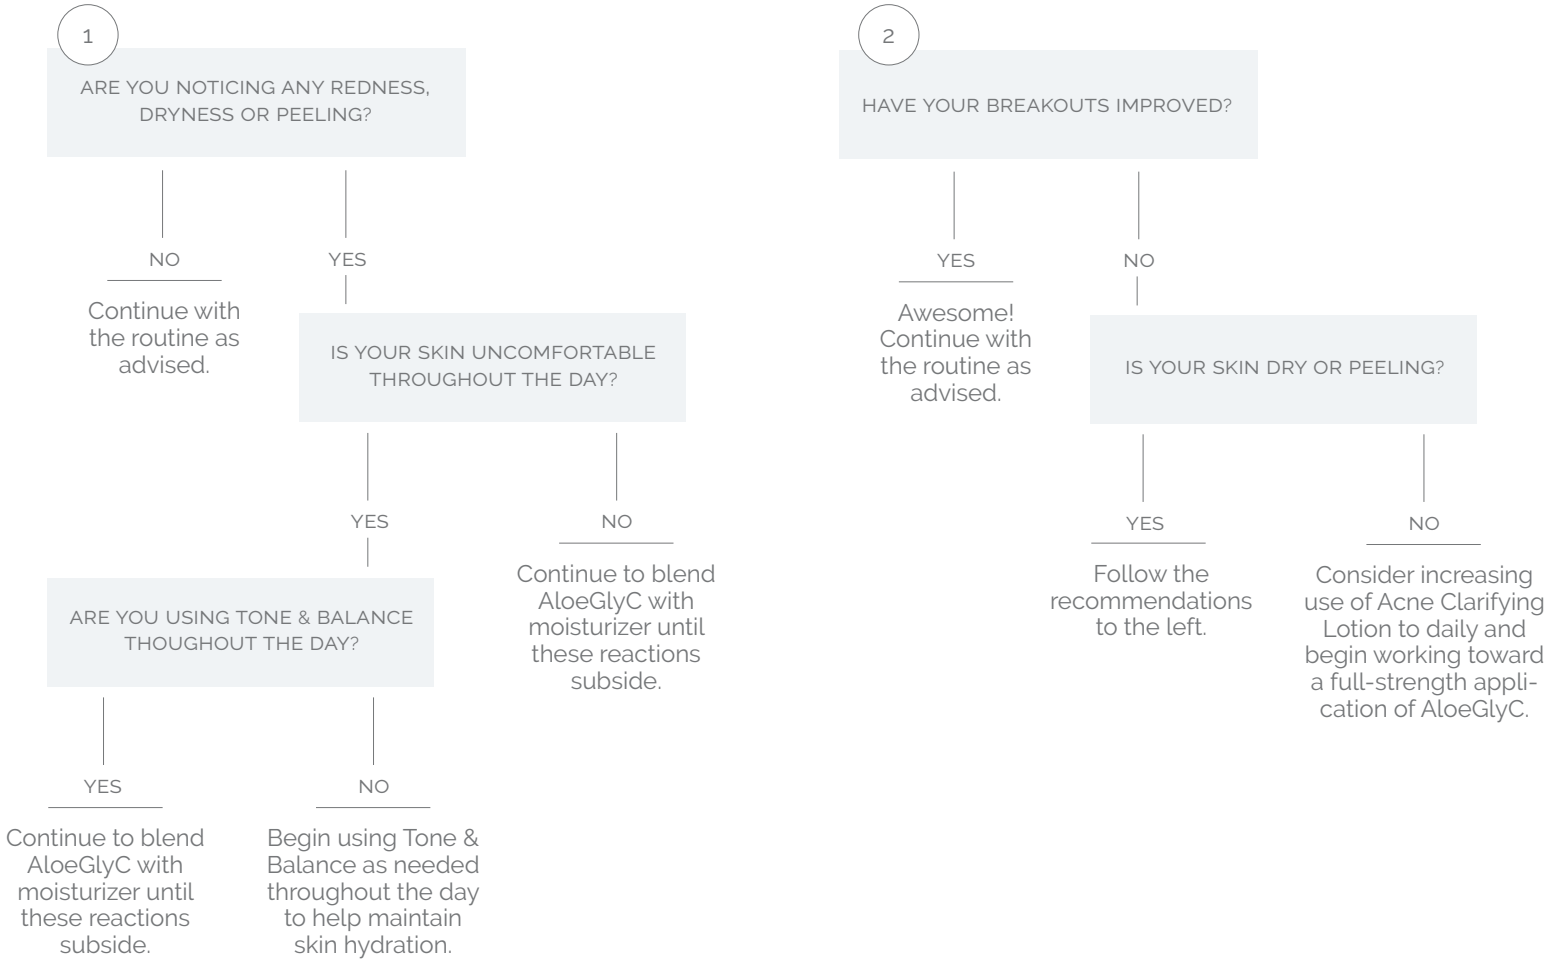 1
ARE YOU NOTICING ANY REDNESS,
DRYNESS OR PEELING?
NO
Continue with
the routine as
advised.
YES
IS YOUR SKIN UNCOMFORTABLE
THROUGHOUT THE DAY?
YES
ARE YOU USING TONE & BALANCE
THOUGHOUT THE DAY?
YES
Continue to blend
AloeGlyC with
moisturizer until
these reactions
subside.
NO
Begin using Tone &
Balance as needed
throughout the day
to help maintain
skin hydration.
NO
Continue to blend
AloeGlyC with
moisturizer until
these reactions
subside.
2
HAVE YOUR BREAKOUTS IMPROVED?
YES
Awesome!
Continue with
the routine as
advised.
NO
IS YOUR SKIN DRY OR PEELING?
YES
Follow the
recommendations
to the left.
NO
Consider increasing
use of Acne Clarifying
Lotion to daily and
begin working toward
a full-strength appli-
cation of AloeGlyC.